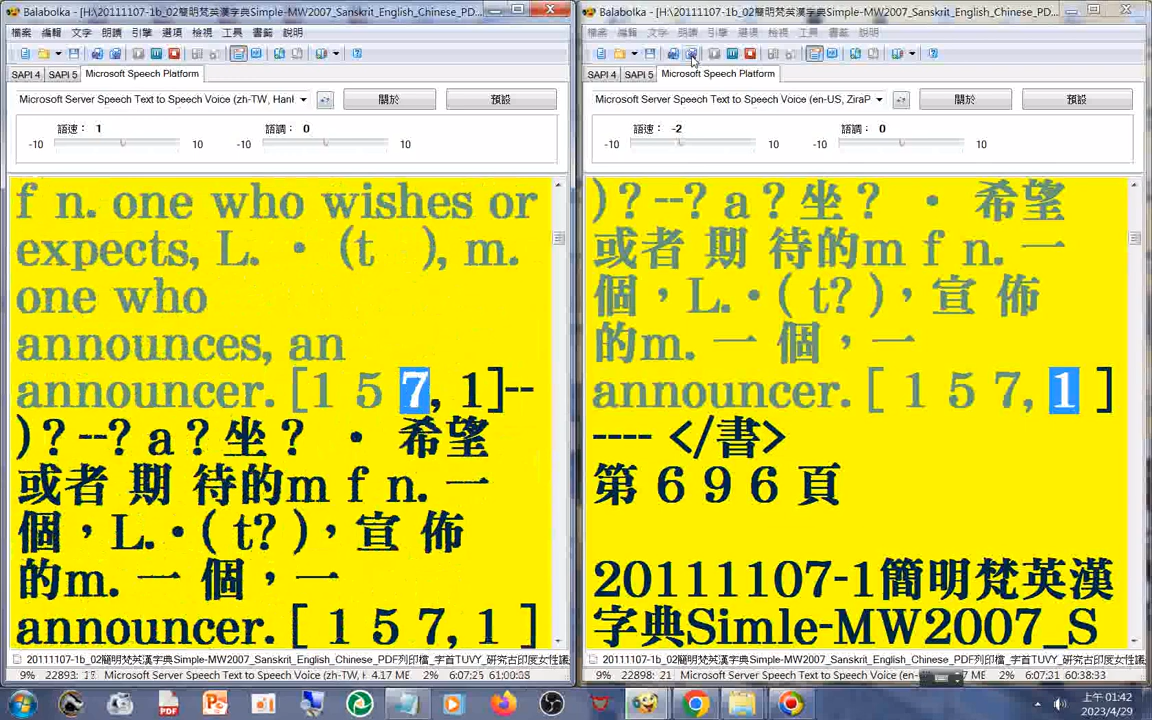 Balabolka - [H:\20111107-1b_02簡明梵英漢字典Simple-MW2007_Sanskrit_English_Chinese_PD...
檔案 編輯 文字 朗讀 引擎 選項 檢視 工具 書籤 說明
SAPI 4 SAPI 5 Microsoft Speech Platform
Microsoft Server Speech Text to Speech Voice (zh-TW, Han
關於 預設
語速： 1 語調： 0
-10 10 -10 10
f n. one who wishes or
expects, L. • (t ), m.
one who
announces, an
announcer. [1 5 7, 1]--
)？--？ a？坐？ • 希望
或者 期 待的m f n. 一
個，L.•( t? )，宣 佈
的m. 一 個，一
announcer. [ 1 5 7, 1 ]
20111107-1b_02簡明梵英漢字典Simple-MW2007_Sanskrit_English_Chinese_PDF列印檔_字首TUVY_研究古印度女性議
9% Microsoft Server Speech Text to Speech Voice (zh-TW, H 4.17 MB 2% 6:07:25 61:00:38
Balabolka - [H:\20111107-1b_02簡明梵英漢字典Simple-MW2007_Sanskrit_English_Chinese_PD...
檔案 編輯 文字 朗讀 引擎 選項 檢視 工具 書籤 說明
SAPI 4 SAPI 5 Microsoft Speech Platform
Microsoft Server Speech Text to Speech Voice (en-US, ZiraP
關於 預設
語速： -2 語調： 0
-10 10 -10 10
)？--？ a？坐？ • 希望
或者 期 待的m f n. 一
個，L.•( t? )，宣 佈
的m. 一 個，一
announcer. [ 1 5 7, 1 ]
---- </書>
第 6 9 6 頁
20111107-1簡明梵英漢
字典Simle-MW2007_S
20111107-1b_02簡明梵英漢字典Simple-MW2007_Sanskrit_English_Chinese_PDF列印檔_字首TUVY_研究古印度女性議
9% 22898: 21 Microsoft Server Speech Text to Speech Voice (en-U 2% 6:07:25 60:38:33
上午 01:42
2023/4/29